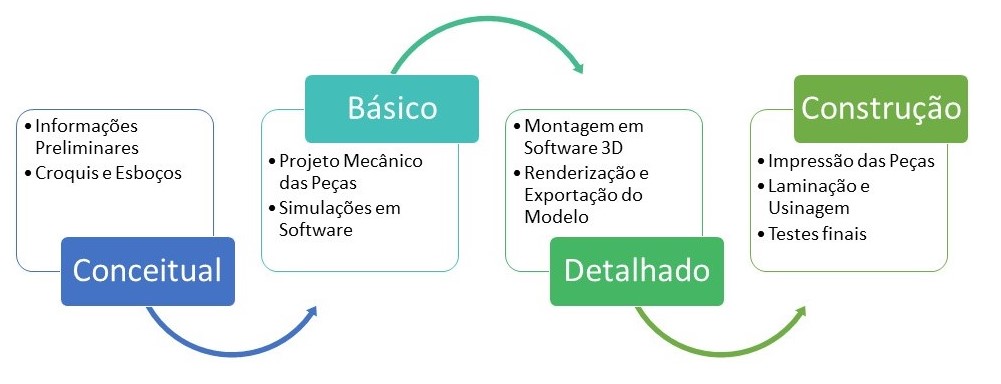 • Informações
Preliminares
• Croquis e Esboços
Conceitual
Básico
• Projeto Mecânico
das Peças
• Simulações em
Software
• Montagem em
Software 3D
• Renderização e
Exportação do
Modelo
Detalhado
Construção
• Impressão das Peças
• Laminação e
Usinagem
• Testes finais